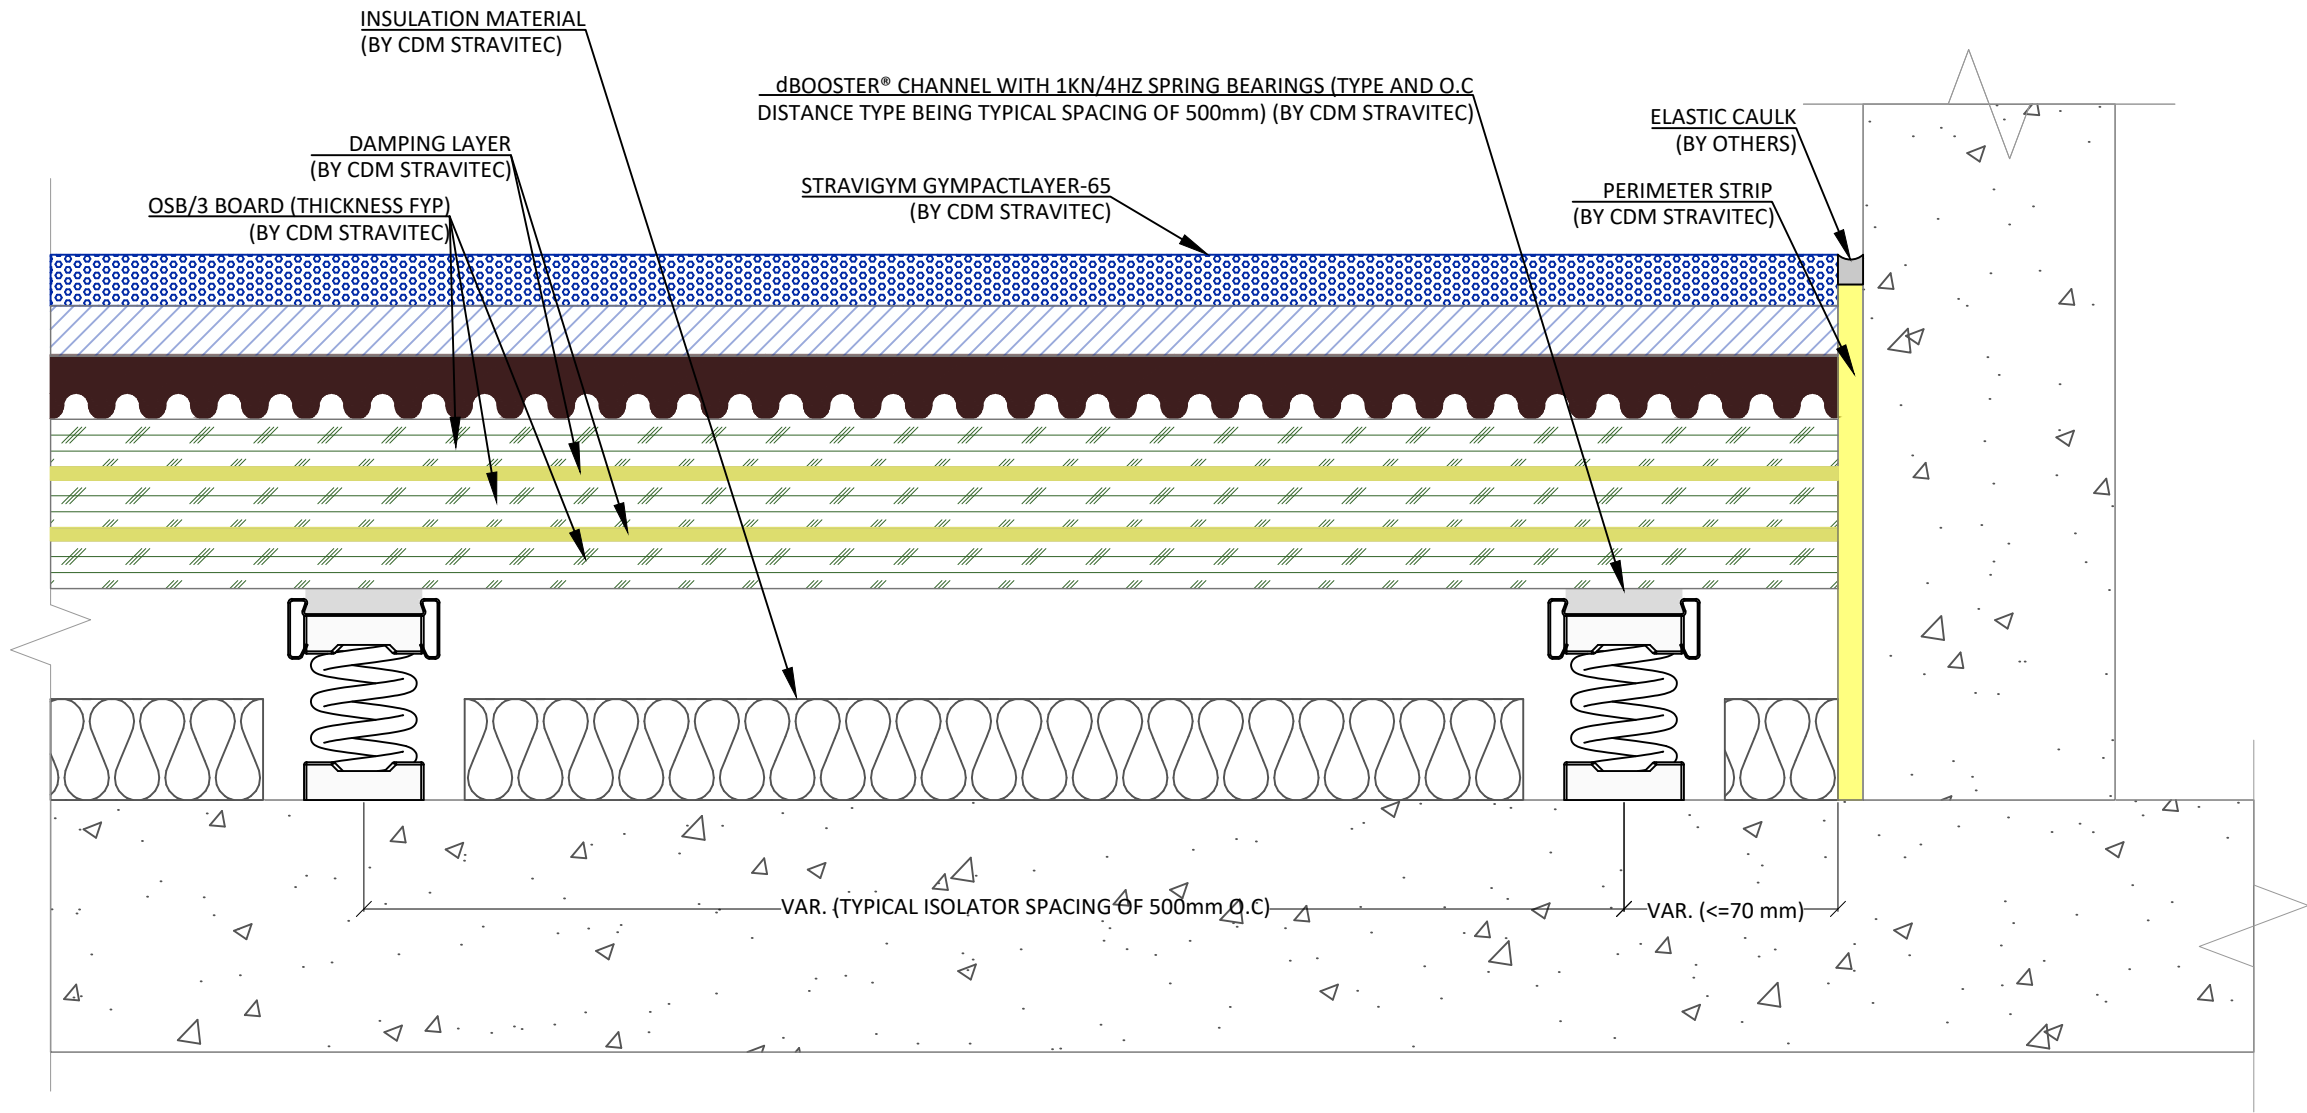 INSULATION MATERIAL
(BY CDM STRAVITEC)
dBOOSTER® CHANNEL WITH 1KN/4HZ SPRING BEARINGS (TYPE AND O.C
DISTANCE TYPE BEING TYPICAL SPACING OF 500mm) (BY CDM STRAVITEC)
ELASTIC CAULK
(BY OTHERS)
DAMPING LAYER
(BY CDM STRAVITEC)
STRAVIGYM GYMPACTLAYER-65
(BY CDM STRAVITEC)
PERIMETER STRIP
(BY CDM STRAVITEC)
OSB/3 BOARD (THICKNESS FYP)
(BY CDM STRAVITEC)
VAR. (TYPICAL ISOLATOR SPACING OF 500mm O.C)
VAR. (<=70 mm)